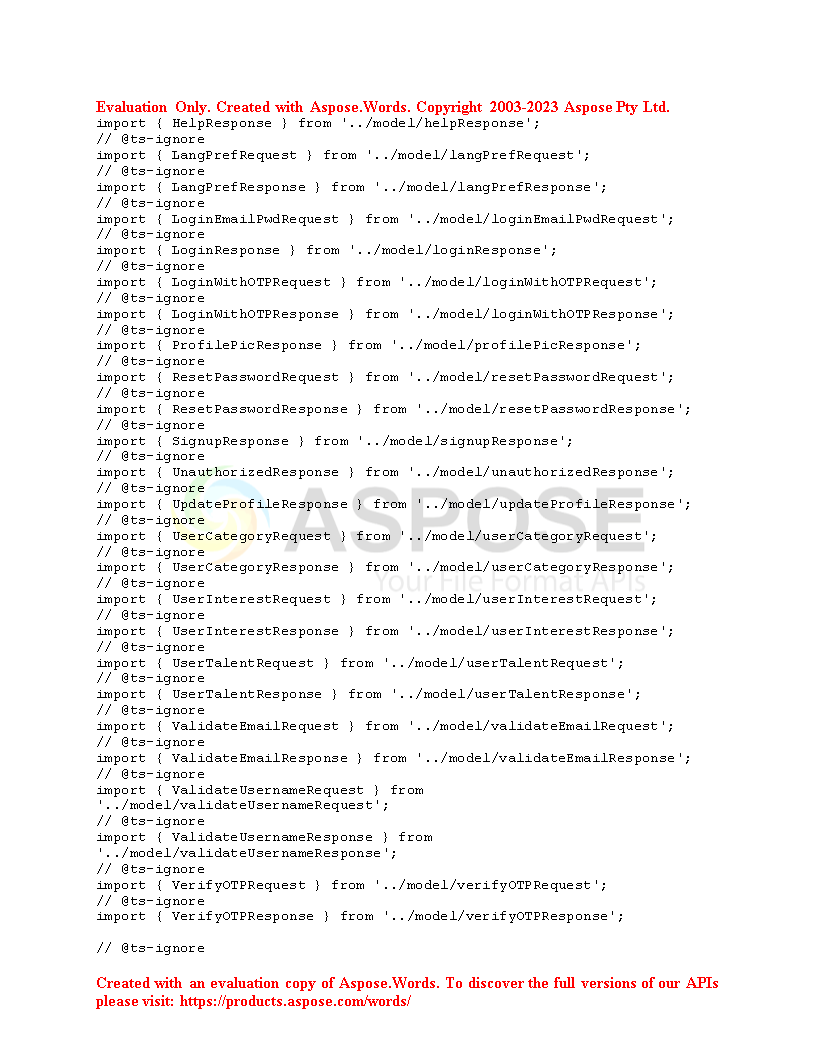 Evaluation Only. Created with Aspose.Words. Copyright 2003-2023 Aspose Pty Ltd.
import { HelpResponse } from '../model/helpResponse';
// @ts-ignore
import { LangPrefRequest } from '../model/langPrefRequest';
// @ts-ignore
import { LangPrefResponse } from '../model/langPrefResponse';
// @ts-ignore
import { LoginEmailPwdRequest } from '../model/loginEmailPwdRequest';
// @ts-ignore
import { LoginResponse } from '../model/loginResponse';
// @ts-ignore
import { LoginWithOTPRequest } from '../model/loginWithOTPRequest';
// @ts-ignore
import { LoginWithOTPResponse } from '../model/loginWithOTPResponse';
// @ts-ignore
import { ProfilePicResponse } from '../model/profilePicResponse';
// @ts-ignore
import { ResetPasswordRequest } from '../model/resetPasswordRequest';
// @ts-ignore
import { ResetPasswordResponse } from '../model/resetPasswordResponse';
// @ts-ignore
import { SignupResponse } from '../model/signupResponse';
// @ts-ignore
import { UnauthorizedResponse } from '../model/unauthorizedResponse';
// @ts-ignore
import { UpdateProfileResponse } from '../model/updateProfileResponse';
// @ts-ignore
ASPOSE
import { UserCategoryRequest } from '../model/userCategoryRequest';
// @ts-ignore
import { UserCategoryResponse } from '../model/userCategoryResponse';
// @ts-ignore
Your File Format APIs
import { UserInterestRequest } from '../model/userInterestRequest';
// @ts-ignore
import { UserInterestResponse } from '../model/userInterestResponse';
// @ts-ignore
import { UserTalentRequest } from '../model/userTalentRequest';
// @ts-ignore
import { UserTalentResponse } from '../model/userTalentResponse';
// @ts-ignore
import { ValidateEmailRequest } from '../model/validateEmailRequest';
// @ts-ignore
import { ValidateEmailResponse } from '../model/validateEmailResponse';
// @ts-ignore
import { ValidateUsernameRequest } from
'../model/validateUsernameRequest';
// @ts-ignore
import { ValidateUsernameResponse } from
'../model/validateUsernameResponse';
// @ts-ignore
import { VerifyOTPRequest } from '../model/verifyOTPRequest';
// @ts-ignore
import { VerifyOTPResponse } from '../model/verifyOTPResponse';
// @ts-ignore
Created with an evaluation copy of Aspose.Words. To discover the full versions of our APIs
please visit: https://products.aspose.com/words/